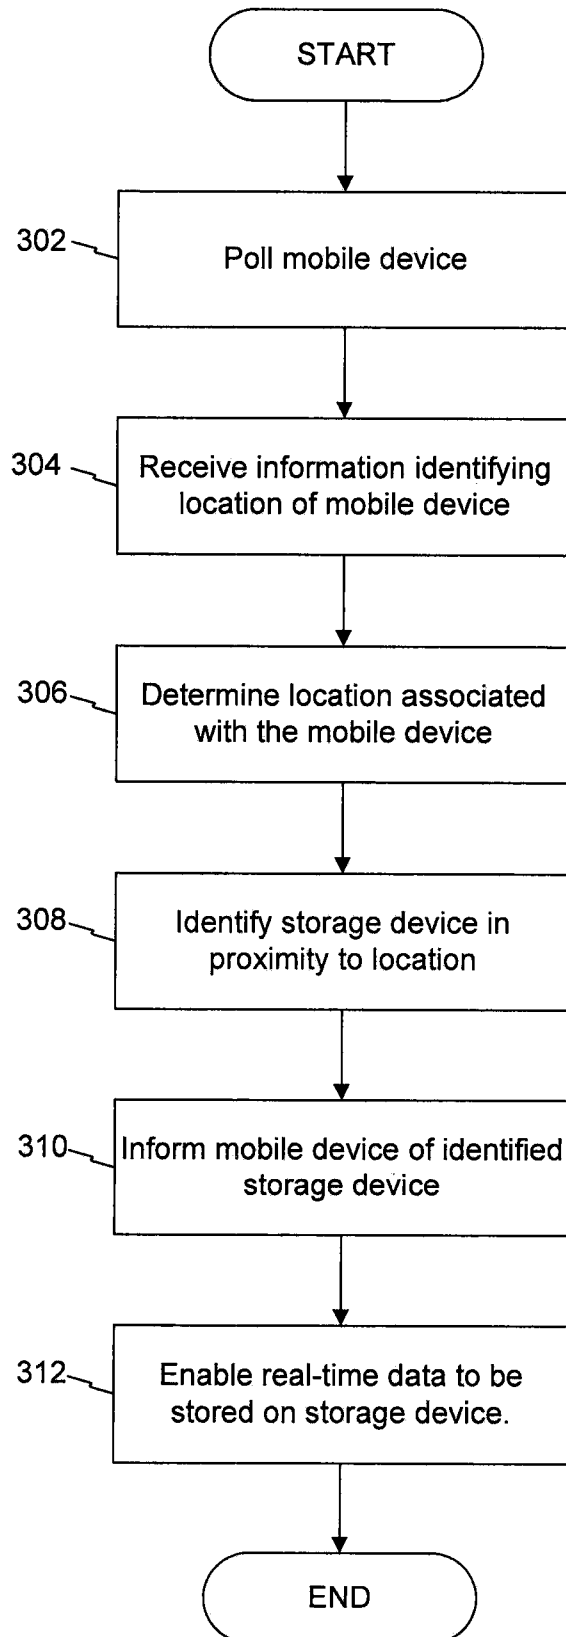 START
302
Poll mobile device
304
Receive information identifying
location of mobile device
306
Determine location associated
with the mobile device
308
Identify storage device in
proximity to location
310
Inform mobile device of identified
storage device
312
Enable real-time data to be
stored on storage device.
END